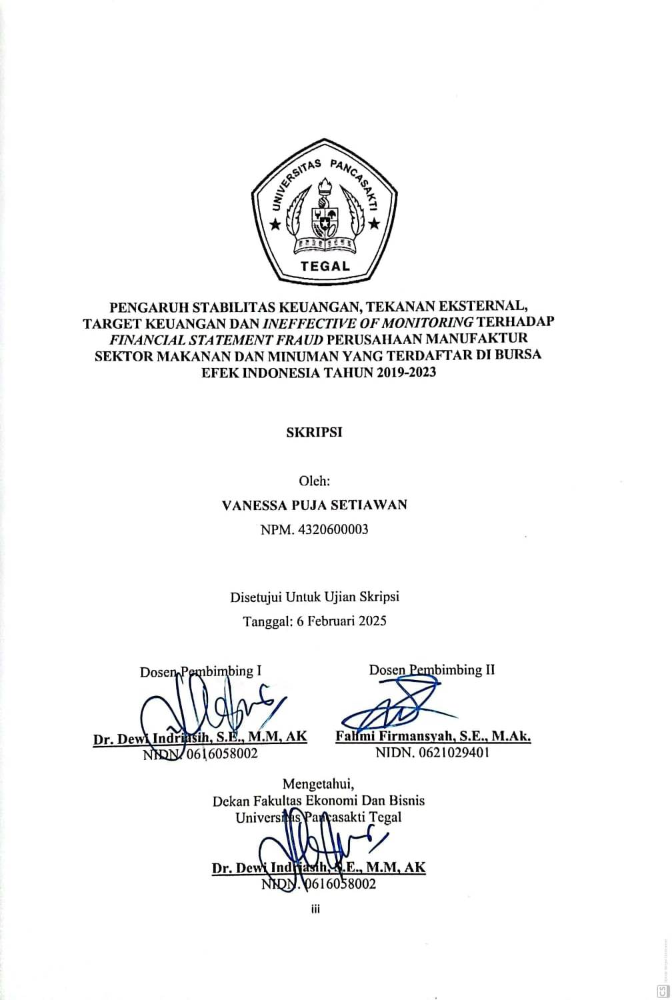 UNIVERSITAS PANCASAKTI
TEGAL
PENGARUH STABILITAS KEUANGAN, TEKANAN EKSTERNAL,
TARGET KEUANGAN DAN INEFFECTIVE OF MONITORING TERHADAP
FINANCIAL STATEMENT FRAUD PERUSAHAAN MANUFAKTUR
SEKTOR MAKANAN DAN MINUMAN YANG TERDAFTAR DI BURSA
EFEK INDONESIA TAHUN 2019-2023
SKRIPSI
Oleh:
VANESSA PUJA SETIAWAN
NPM. 4320600003
Disetujui Untuk Ujian Skripsi
Tanggal: 6 Februari 2025
Dosen Pembimbing I
Dosen Pembimbing II
Dr. Dewi Indriasih, S.E., M.M, AK
Fahmi Firmansyah, S.E., M.Ak.
NIDN. 0616058002
NIDN. 0621029401
Mengetahui,
Dekan Fakultas Ekonomi Dan Bisnis
Universitas Pancasakti Tegal
Dr. Dewi Indriasih, S.E., M.M, AK
NIDN. 0616058002
iii
CS